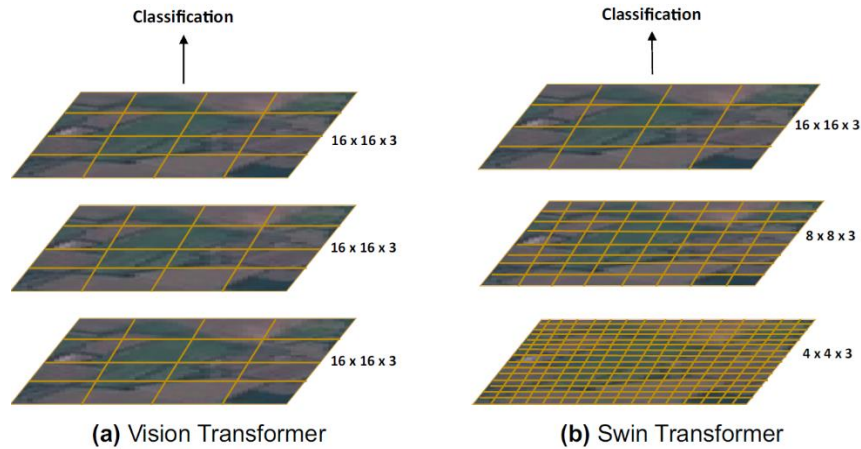 Classification
16 x 16 x 3
16 x 16 x 3
16 x 16 x 3
(a) Vision Transformer
Classification
16 x 16 x 3
8 x 8 x 3
4 x 4 x 3
(b) Swin Transformer